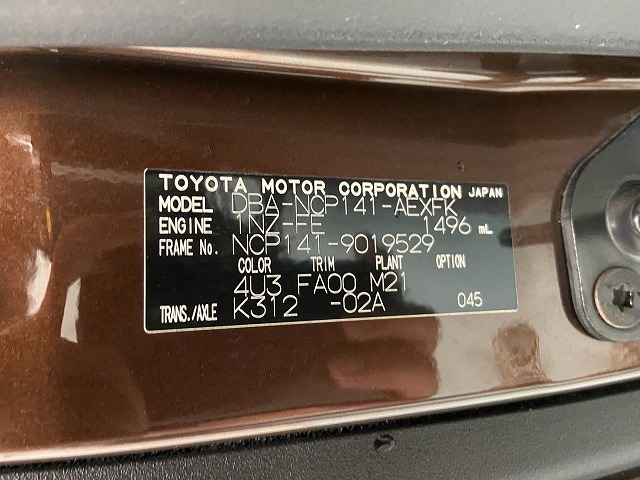 TOYOTA MOTOR CORPORATION JAPAN
MODEL DBA-NCP141-AEXFK
ENGINE 1NZ-FE 1496 mL
FRAME No. NCP141-9019529
COLOR TRIM PLANT OPTION
4U3 FA00 M21
TRANS./AXLE K312 -02A 045